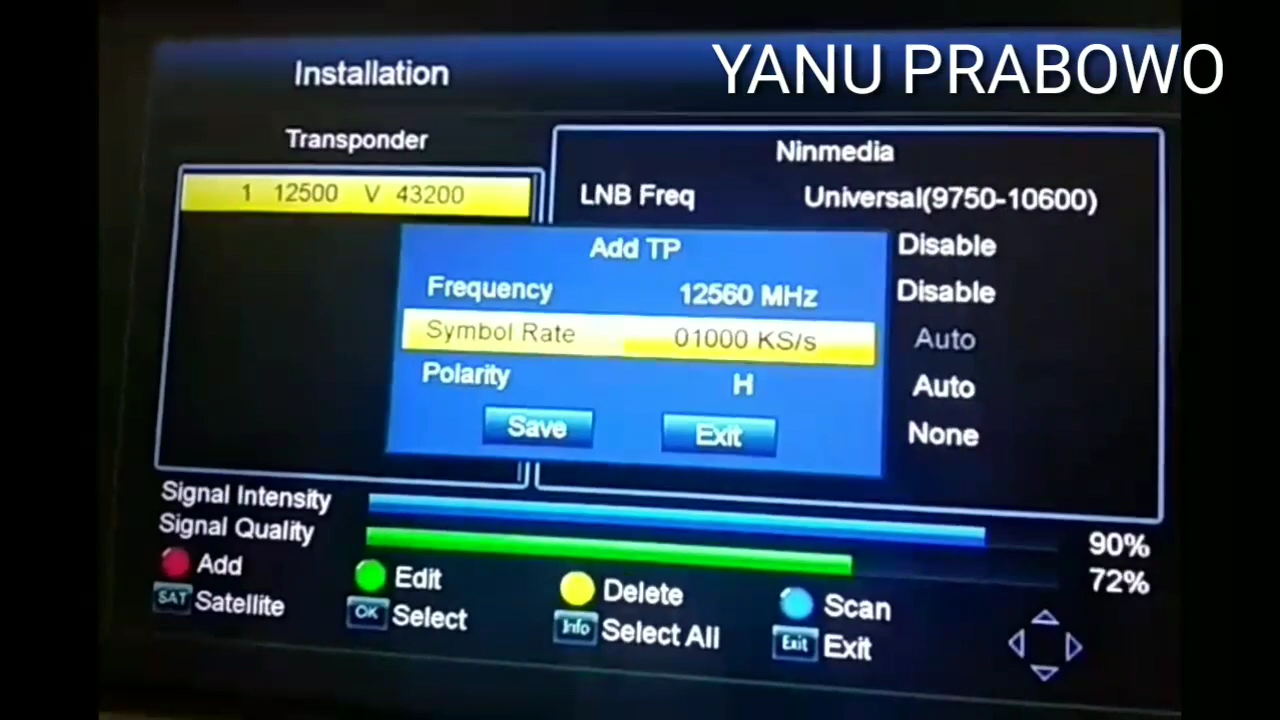 YANU PRABOWO
Installation
Transponder
1 12500 V 43200
Ninmedia
LNB Freq Universal(9750-10600)
Disable
Disable
Auto
Auto
None
Add TP
Frequency 12560 MHz
Symbol Rate 01000 KS/s
Polarity H
Save Exit
Signal Intensity 90%
Signal Quality 72%
Add Edit Delete Scan
SAT Satellite OK Select Info Select All Exit Exit